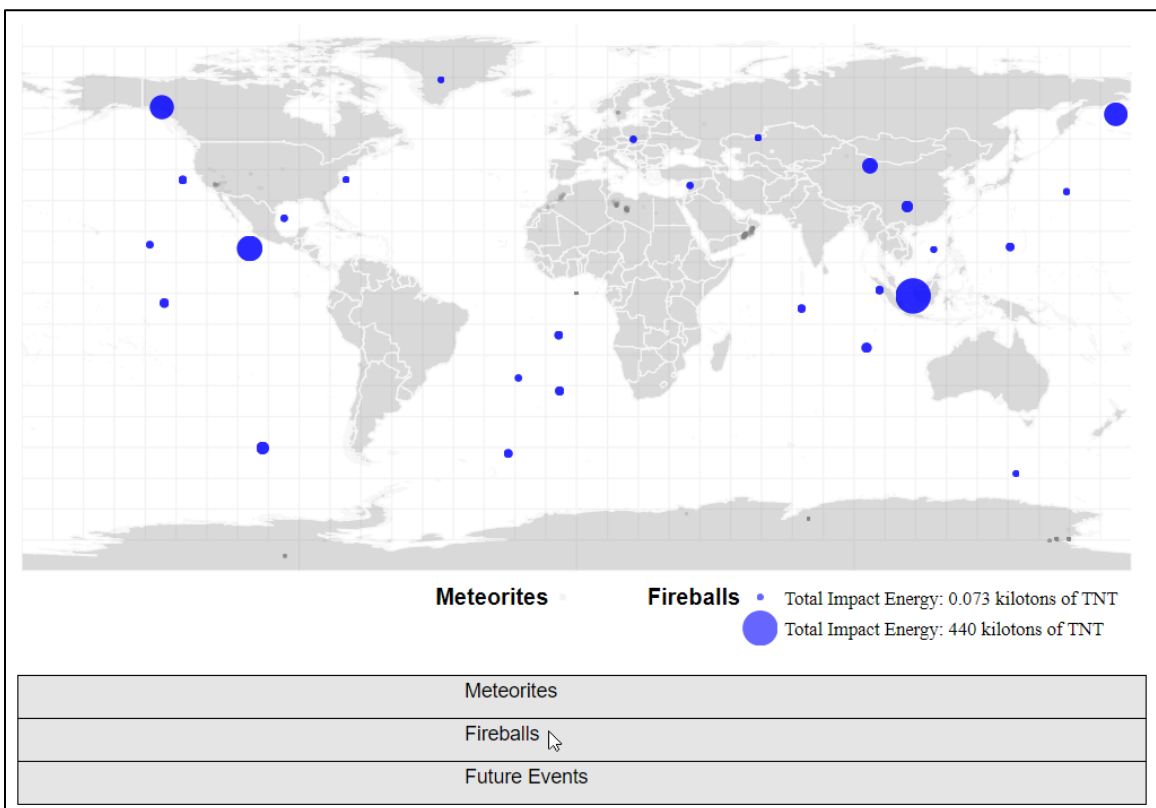 Meteorites Fireballs Total Impact Energy: 0.073 kilotons of TNT
Total Impact Energy: 440 kilotons of TNT
Meteorites
Fireballs
Future Events